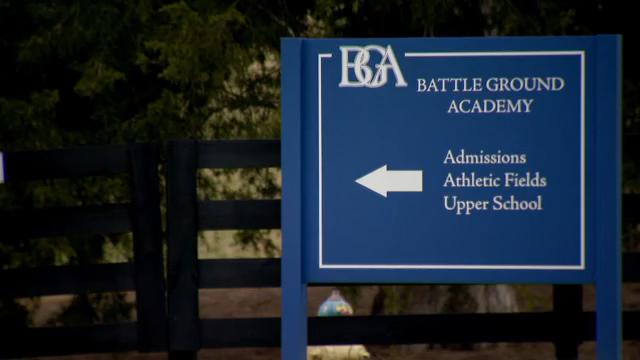 BGA
BATTLE GROUND
ACADEMY
Admissions
Athletic Fields
Upper School